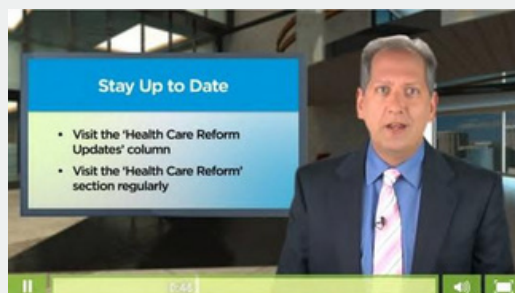 Stay Up to Date
• Visit the 'Health Care Reform
Updates' column
• Visit the 'Health Care Reform'
section regularly